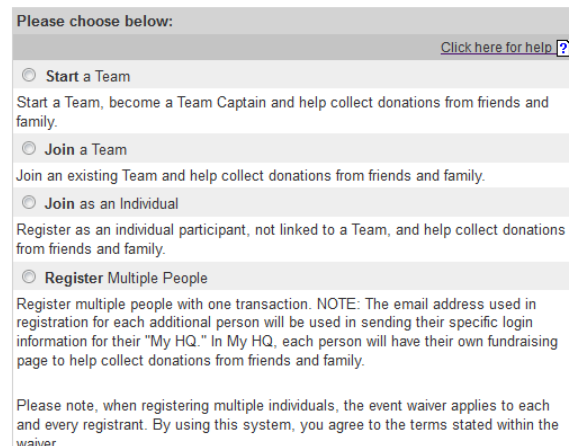 Please choose below:
Click here for help ?
Start a Team
Start a Team, become a Team Captain and help collect donations from friends and
family.
Join a Team
Join an existing Team and help collect donations from friends and family.
Join as an Individual
Register as an individual participant, not linked to a Team, and help collect donations
from friends and family.
Register Multiple People
Register multiple people with one transaction. NOTE: The email address used in
registration for each additional person will be used in sending their specific login
information for their "My HQ." In My HQ, each person will have their own fundraising
page to help collect donations from friends and family.
Please note, when registering multiple individuals, the event waiver applies to each
and every registrant. By using this system, you agree to the terms stated within the
waiver.